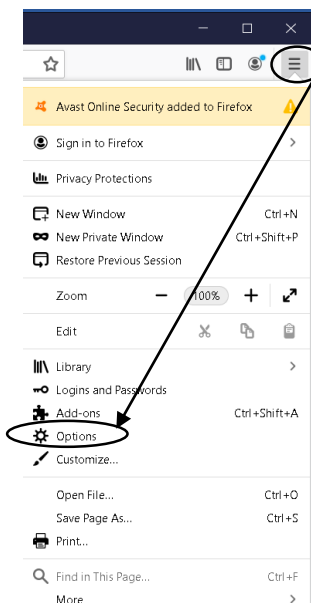 Avast Online Security added to Firefox
Sign in to Firefox
Privacy Protections
New Window Ctrl+N
New Private Window Ctrl+Shift+P
Restore Previous Session
Zoom 100%
Edit
Library
Logins and Passwords
Add-ons Ctrl+Shift+A
Options
Customize...
Open File... Ctrl+O
Save Page As... Ctrl+S
Print...
Find in This Page... Ctrl+F
More